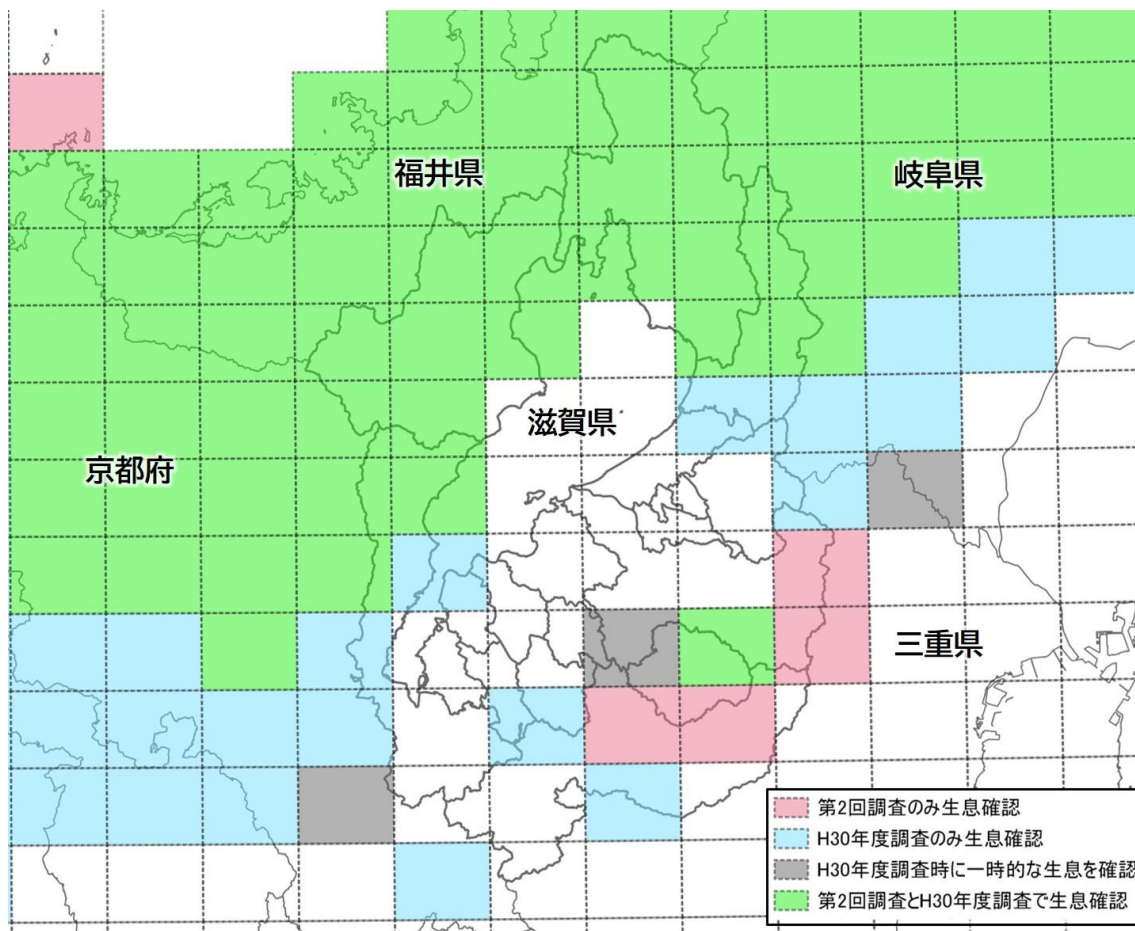 福井県
岐阜県
滋賀県
京都府
三重県
第2回調査のみ生息確認
H30年度調査のみ生息確認
H30年度調査時に一時的な生息を確認
第2回調査とH30年度調査で生息確認